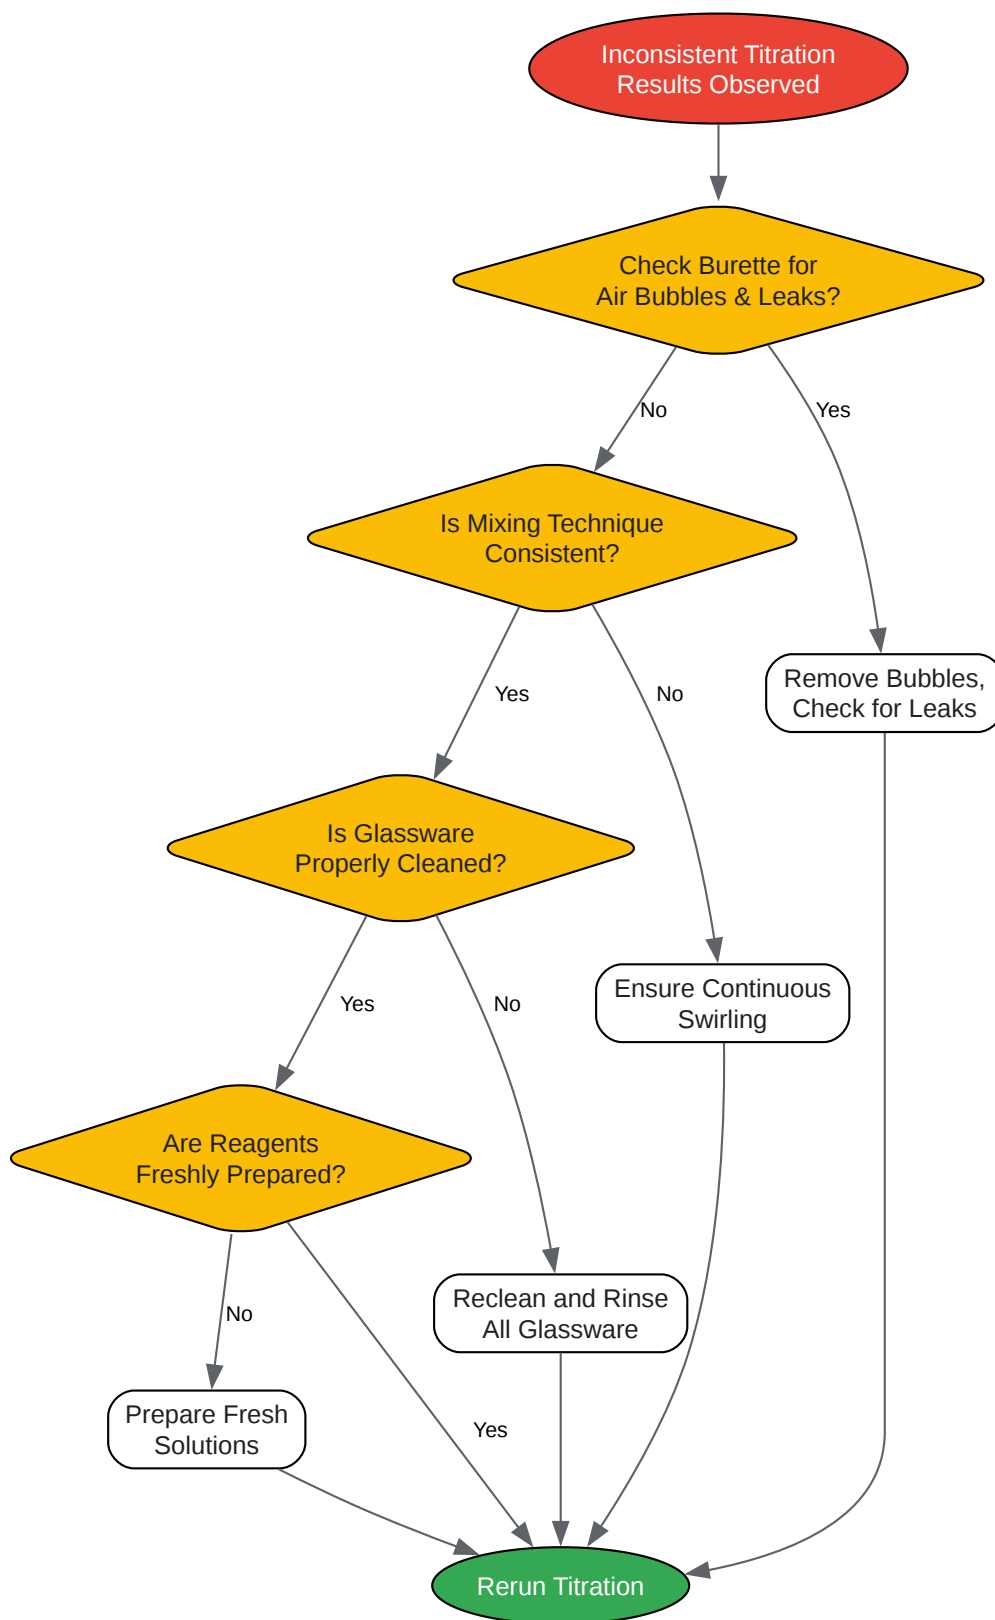 Inconsistent Titration
Results Observed
Check Burette for
Air Bubbles & Leaks?
No
Yes
Is Mixing Technique
Consistent?
Yes
No
Remove Bubbles,
Check for Leaks
Is Glassware
Properly Cleaned?
Yes
No
Ensure Continuous
Swirling
Are Reagents
Freshly Prepared?
No
Yes
Reclean and Rinse
All Glassware
Prepare Fresh
Solutions
Rerun Titration